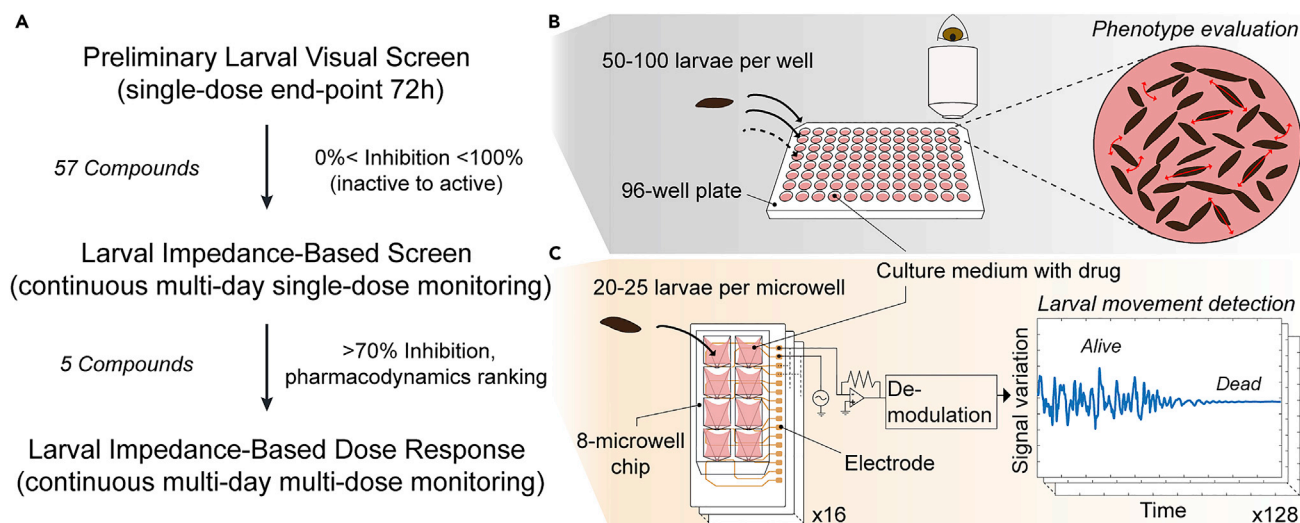 A
Preliminary Larval Visual Screen
(single-dose end-point 72h)
57 Compounds
0%< Inhibition <100%
(inactive to active)
Larval Impedance-Based Screen
(continuous multi-day single-dose monitoring)
5 Compounds
>70% Inhibition,
pharmacodynamics ranking
Larval Impedance-Based Dose Response
(continuous multi-day multi-dose monitoring)
B
50-100 larvae per well
96-well plate
Phenotype evaluation
C
Culture medium with drug
20-25 larvae per microwell
8-microwell
chip
De-
modulation
Electrode
x16
Larval movement detection
Signal variation
Alive
Dead
Time
x128